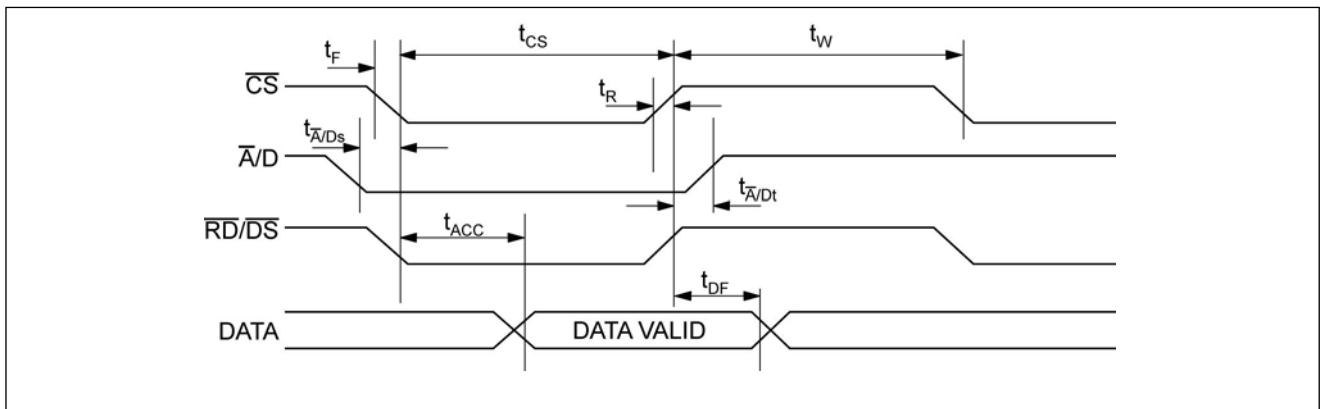 tCS
tW
tF
CS
tR
tA/Ds
A/D
tA/Dt
RD/DS
tACC
tDF
DATA
DATA VALID